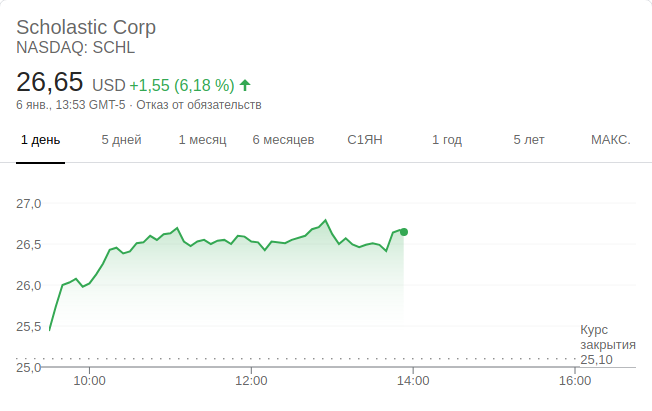 Scholastic Corp
NASDAQ: SCHL
26,65 USD +1,55 (6,18 %)
6 янв., 13:53 GMT-5 · Отказ от обязательств
1 день 5 дней 1 месяц 6 месяцев С1ЯН 1 год 5 лет МАКС.
27,0
26,5
26,0
25,5
25,0
Курс
закрытия
25,10
10:00 12:00 14:00 16:00